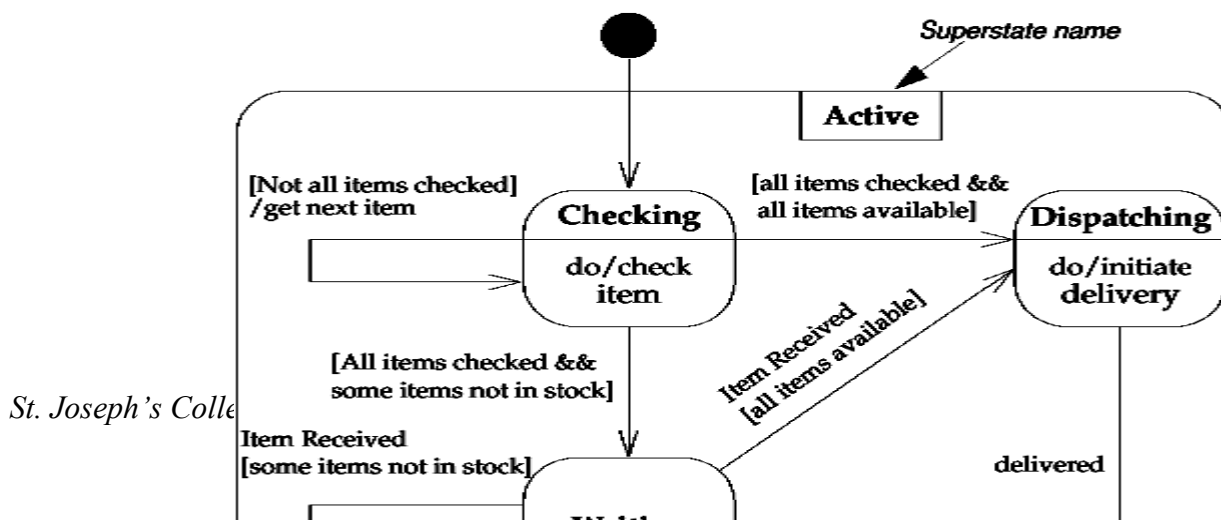 Superstate name
Active
[Not all items checked]
/get next item
[all items checked &&
all items available]
Checking
Dispatching
do/check
item
do/initiate
delivery
[All items checked &&
some items not in stock]
Item Received
[all items available]
St. Joseph's Colle
Item Received
[some items not in stock]
delivered